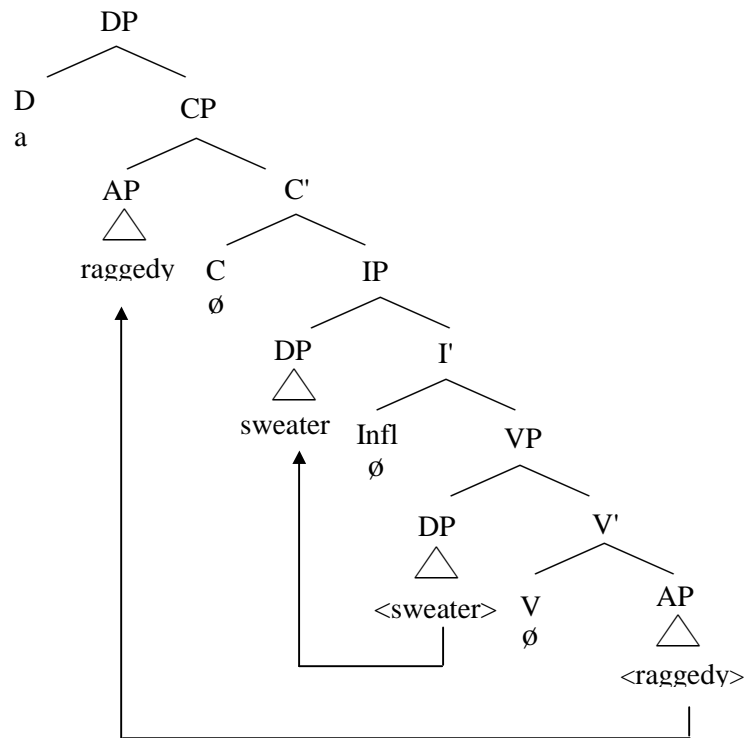 DP
D CP
a
AP C'
raggedy C IP
ø
DP I'
sweater Infl VP
ø
DP V'
<sweater> V AP
ø
<raggedy>